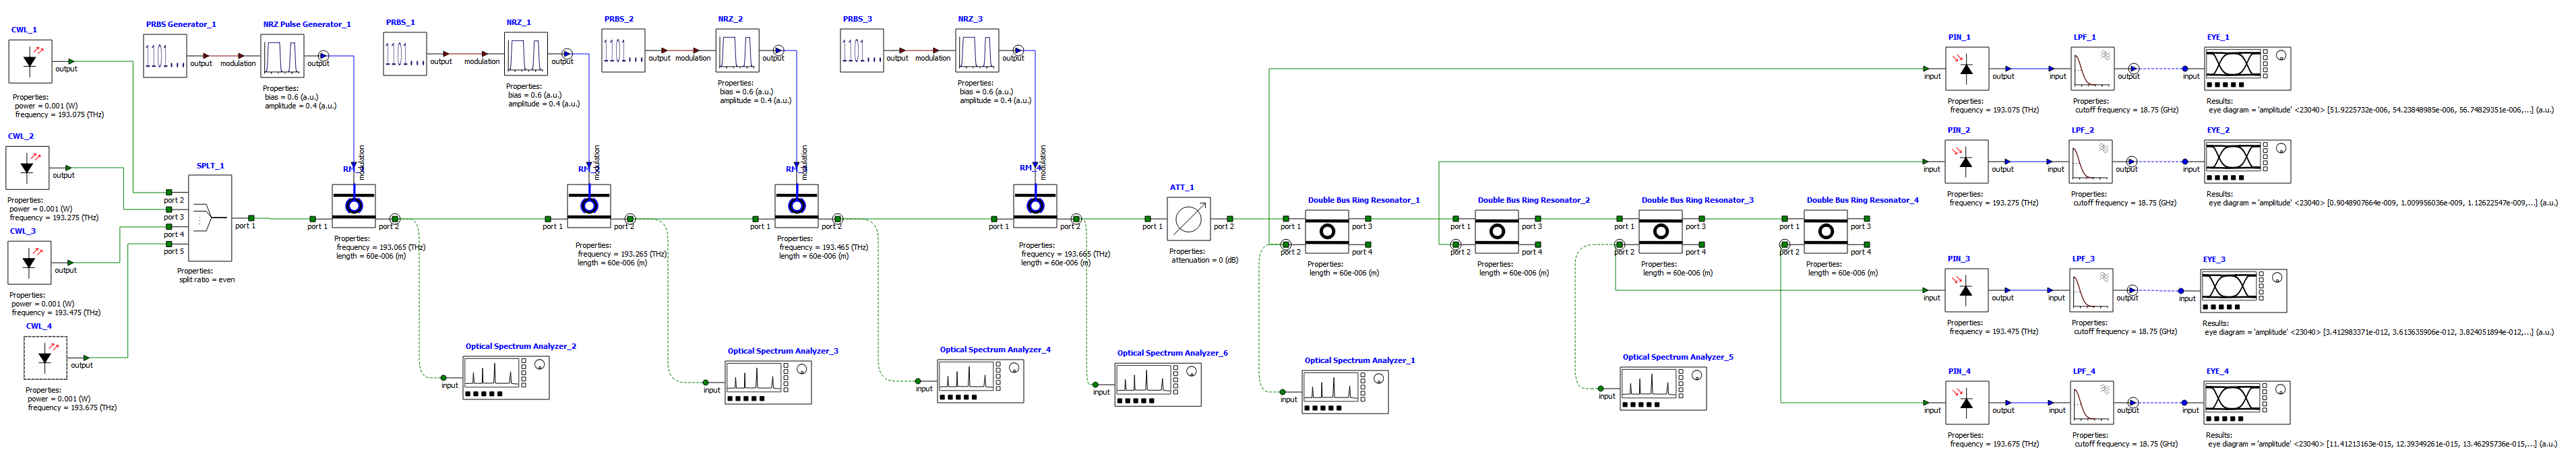 CWL_1
output
Properties:
power = 0.001 (W)
frequency = 193.075 (THz)
CWL_2
output
Properties:
power = 0.001 (W)
frequency = 193.275 (THz)
CWL_3
output
Properties:
power = 0.001 (W)
frequency = 193.475 (THz)
CWL_4
output
Properties:
power = 0.001 (W)
frequency = 193.675 (THz)
SPLT_1
port 2
port 3
port 4
port 5
port 1
Properties:
split ratio = even
PRBS Generator_1
output
modulation
NRZ Pulse Generator_1
output
Properties:
bias = 0.6 (a.u.)
amplitude = 0.4 (a.u.)
PRBS_1
output
modulation
NRZ_1
output
Properties:
bias = 0.6 (a.u.)
amplitude = 0.4 (a.u.)
PRBS_2
output
modulation
NRZ_2
output
Properties:
bias = 0.6 (a.u.)
amplitude = 0.4 (a.u.)
PRBS_3
output
modulation
NRZ_3
output
Properties:
bias = 0.6 (a.u.)
amplitude = 0.4 (a.u.)
modulation
port 1
port 2
Properties:
frequency = 193.065 (THz)
length = 60e-006 (m)
modulation
port 1
port 2
Properties:
frequency = 193.265 (THz)
length = 60e-006 (m)
modulation
port 1
port 2
Properties:
frequency = 193.465 (THz)
length = 60e-006 (m)
RM_4
modulation
port 1
port 2
Properties:
frequency = 193.665 (THz)
length = 60e-006 (m)
ATT_1
port 1
port 2
Properties:
attenuation = 0 (dB)
Double Bus Ring Resonator_1
port 1
port 3
port 2
port 4
Properties:
length = 60e-006 (m)
Double Bus Ring Resonator_2
port 1
port 3
port 2
port 4
Properties:
length = 60e-006 (m)
Double Bus Ring Resonator_3
port 1
port 3
port 2
port 4
Properties:
length = 60e-006 (m)
Double Bus Ring Resonator_4
port 1
port 3
port 2
port 4
Properties:
length = 60e-006 (m)
Optical Spectrum Analyzer_2
input
Optical Spectrum Analyzer_3
input
Optical Spectrum Analyzer_4
input
Optical Spectrum Analyzer_6
input
Optical Spectrum Analyzer_1
input
Optical Spectrum Analyzer_5
input
PIN_1
input
output
Properties:
frequency = 193.075 (THz)
LPF_1
input
output
Properties:
cutoff frequency = 18.75 (GHz)
EYE_1
input
Results:
eye diagram = 'amplitude' <23040> [51.9225732e-006, 54.23848985e-006, 56.74829351e-006,...] (a.u.)
PIN_2
input
output
Properties:
frequency = 193.275 (THz)
LPF_2
input
output
Properties:
cutoff frequency = 18.75 (GHz)
EYE_2
input
Results:
eye diagram = 'amplitude' <23040> [0.9048907664e-009, 1.009956036e-009, 1.12622547e-009,...] (a.u.)
PIN_3
input
output
Properties:
frequency = 193.475 (THz)
LPF_3
input
output
Properties:
cutoff frequency = 18.75 (GHz)
EYE_3
input
Results:
eye diagram = 'amplitude' <23040> [3.412983371e-012, 3.613635906e-012, 3.824051894e-012,...] (a.u.)
PIN_4
input
output
Properties:
frequency = 193.675 (THz)
LPF_4
input
output
Properties:
cutoff frequency = 18.75 (GHz)
EYE_4
input
Results:
eye diagram = 'amplitude' <23040> [11.41213163e-015, 12.39349261e-015, 13.46295736e-015,...] (a.u.)